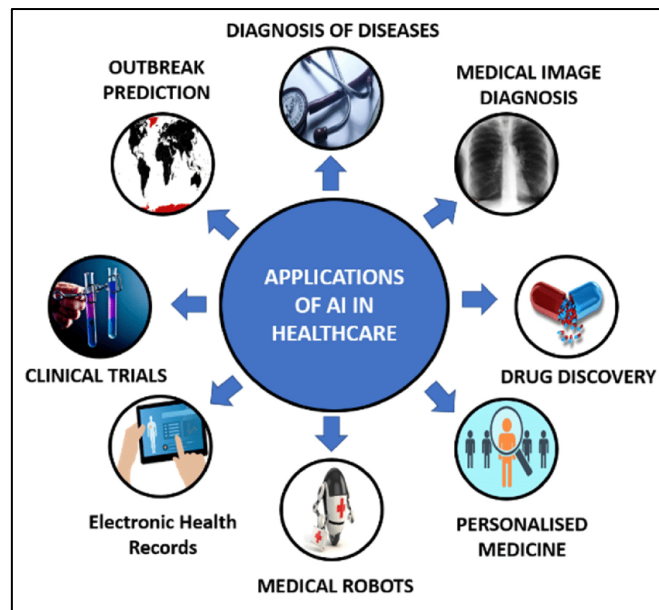 DIAGNOSIS OF DISEASES
OUTBREAK
PREDICTION
MEDICAL IMAGE
DIAGNOSIS
APPLICATIONS
OF AI IN
HEALTHCARE
CLINICAL TRIALS
DRUG DISCOVERY
Electronic Health
Records
PERSONALISED
MEDICINE
MEDICAL ROBOTS